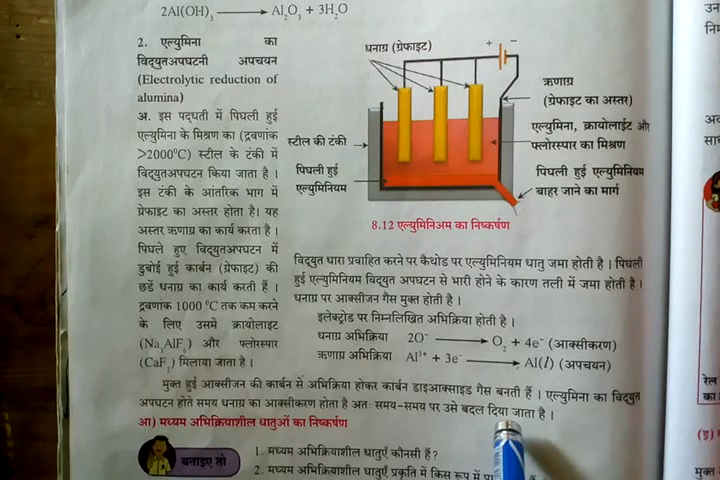 2Al(OH)₃ ⟶ Al₂O₃ + 3H₂O
2. एल्युमिना का
विद्युतअपघटनी अपचयन
(Electrolytic reduction of
alumina)
अ. इस पद्धती में पिघली हुई
एल्युमिना के मिश्रण का (द्रवणांक
>2000⁰C) स्टील के टंकी में
विद्युतअपघटन किया जाता है ।
इस टंकी के आंतरिक भाग में
ग्रेफाइट का अस्तर होता है। यह
अस्तर ऋणाग्र का कार्य करता है ।
पिघले हुए विद्युतअपघटन में
डुबोई हुई कार्बन (ग्रेफाइट) की
छडें धनाग्र का कार्य करती हैं ।
द्रवणांक 1000 ⁰C तक कम करने
के लिए उसमें क्रायोलाइट
(Na₃AlF₆) और फ्लोरस्पार
(CaF₂) मिलाया जाता है ।
धनाग्र (ग्रेफाइट)
+ −
ऋणाग्र
(ग्रेफाइट का अस्तर)
स्टील की टंकी
एल्युमिना, क्रायोलाईट और
फ्लोरस्पार का मिश्रण
पिघली हुई
एल्युमिनियम
पिघली हुई एल्युमिनियम
बाहर जाने का मार्ग
8.12 एल्युमिनिअम का निष्कर्षण
विद्युत धारा प्रवाहित करने पर कैथोड पर एल्युमिनियम धातु जमा होती है । पिघली
हुई एल्युमिनियम विद्युत अपघटन से भारी होने के कारण तली में जमा होती है ।
धनाग्र पर आक्सीजन गैस मुक्त होती है ।
इलेक्ट्रोड पर निम्नलिखित अभिक्रिया होती है ।
धनाग्र अभिक्रिया 2O⁻ ⟶ O₂ + 4e⁻ (आक्सीकरण)
ऋणाग्र अभिक्रिया Al³⁺ + 3e⁻ ⟶ Al(l) (अपचयन)
मुक्त हुई आक्सीजन की कार्बन से अभिक्रिया होकर कार्बन डाइआक्साइड गैस बनती हैं । एल्युमिना का विद्युत
अपघटन होते समय धनाग्र का आक्सीकरण होता है अतः समय-समय पर उसे बदल दिया जाता है ।
आ) मध्यम अभिक्रियाशील धातुओं का निष्कर्षण
बताइए तो
1. मध्यम अभिक्रियाशील धातुएँ कौनसी हैं ?
2. मध्यम अभिक्रियाशील धातुएँ प्रकृति में किस रूप में
रेल
का
(इ)
मुक्त